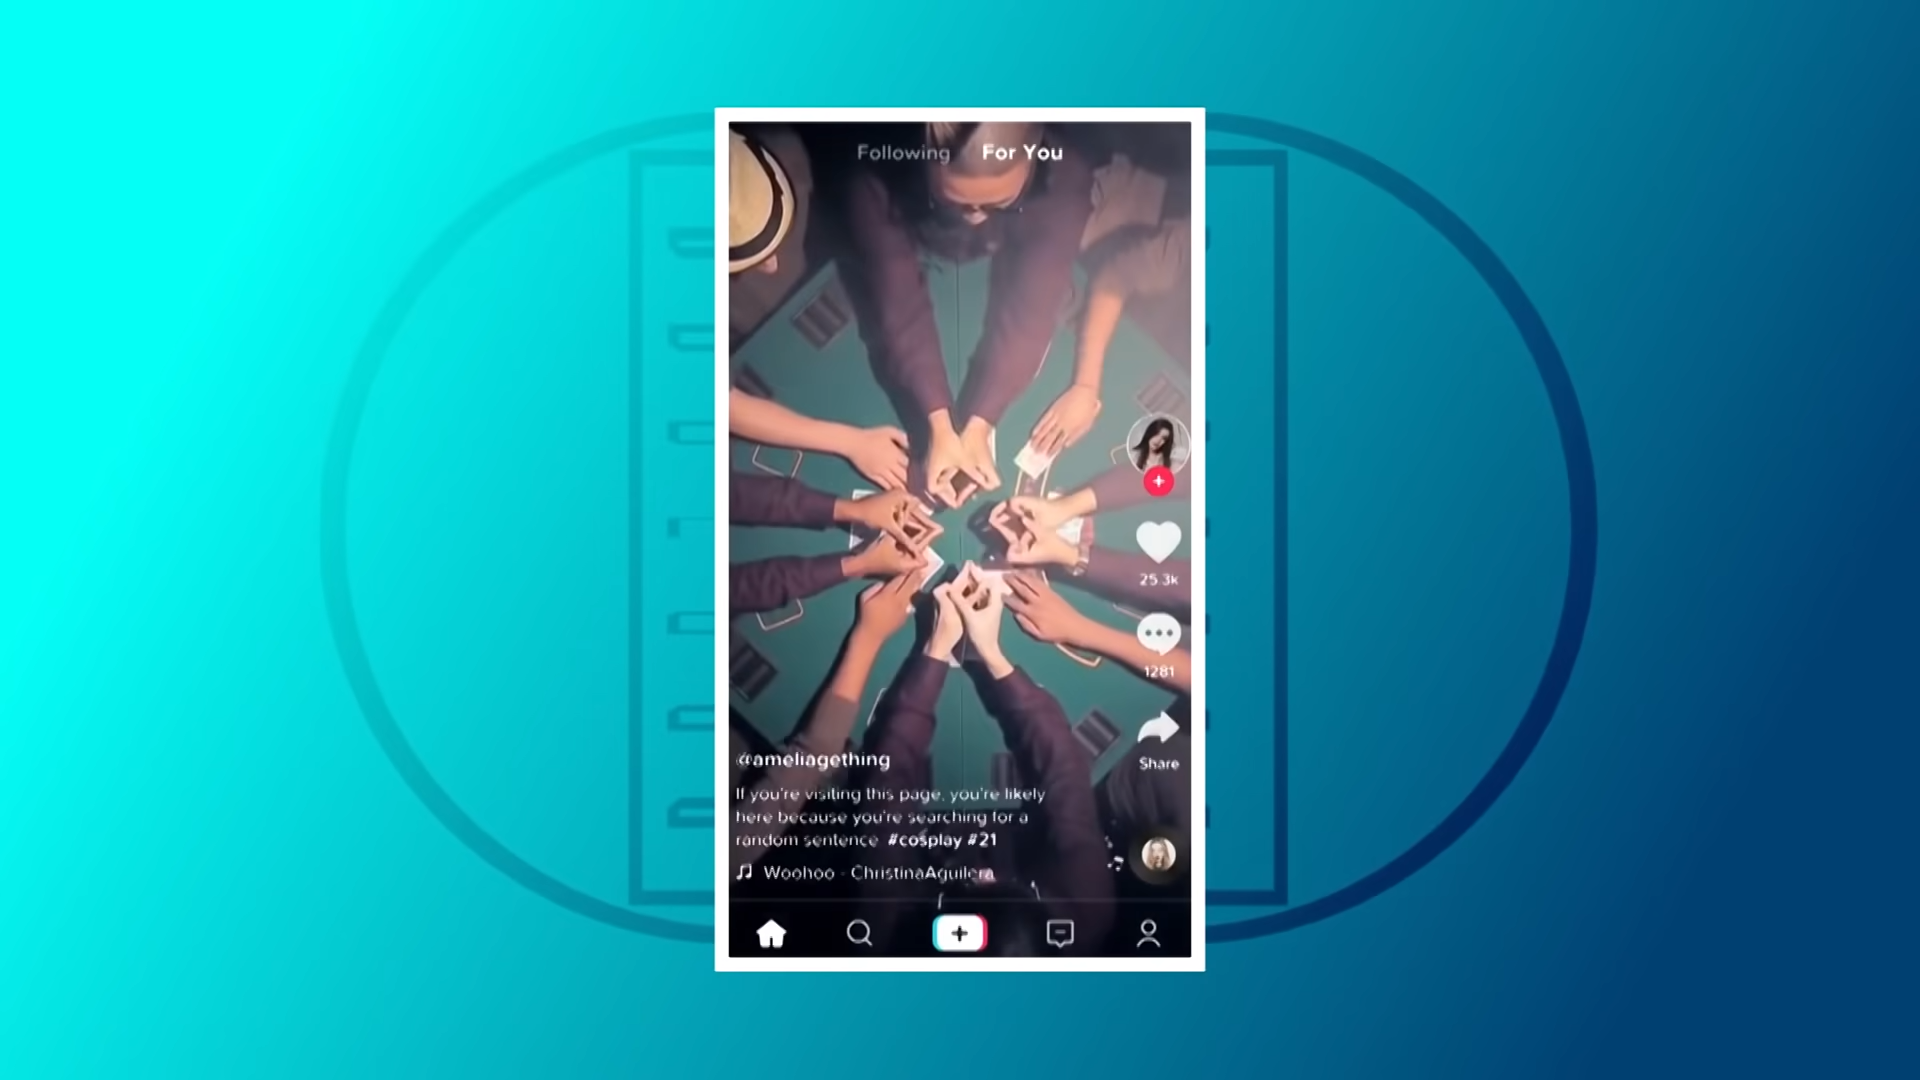 Following For You
25.3k
1281
Share
@ameliagething
If you're visiting this page, you're likely
here because you're searching for a
random sentence #cosplay #21
Woohoo - ChristinaAguilera